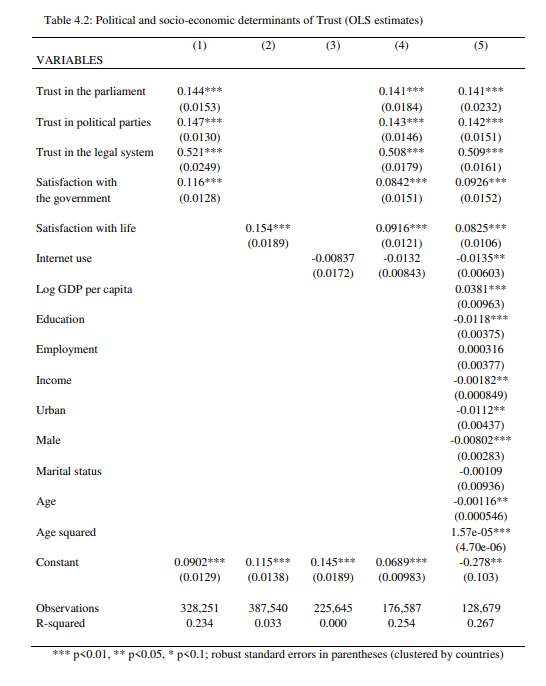 Table 4.2: Political and socio-economic determinants of Trust (OLS estimates)
(1) (2) (3) (4) (5)
VARIABLES
Trust in the parliament 0.144*** 0.141*** 0.141***
(0.0153) (0.0184) (0.0232)
Trust in political parties 0.147*** 0.143*** 0.142***
(0.0130) (0.0146) (0.0151)
Trust in the legal system 0.521*** 0.508*** 0.509***
(0.0249) (0.0179) (0.0161)
Satisfaction with 0.116*** 0.0842*** 0.0926***
the government (0.0128) (0.0151) (0.0152)
Satisfaction with life 0.154*** 0.0916*** 0.0825***
(0.0189) (0.0121) (0.0106)
Internet use -0.00837 -0.0132 -0.0135**
(0.0172) (0.00843) (0.00603)
Log GDP per capita 0.0381***
(0.00963)
Education -0.0118***
(0.00375)
Employment 0.000316
(0.00377)
Income -0.00182**
(0.000849)
Urban -0.0112**
(0.00437)
Male -0.00802***
(0.00283)
Marital status -0.00109
(0.00936)
Age -0.00116**
(0.000546)
Age squared 1.57e-05***
(4.70e-06)
Constant 0.0902*** 0.115*** 0.145*** 0.0689*** -0.278**
(0.0129) (0.0138) (0.0189) (0.00983) (0.103)
Observations 328,251 387,540 225,645 176,587 128,679
R-squared 0.234 0.033 0.000 0.254 0.267
*** p<0.01, ** p<0.05, * p<0.1; robust standard errors in parentheses (clustered by countries)